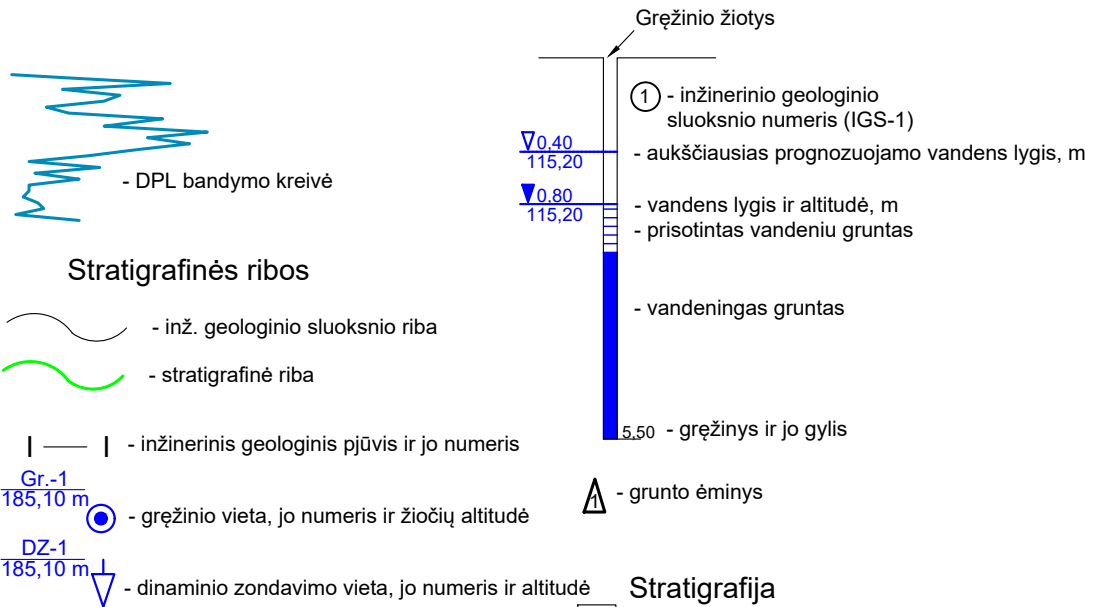 - DPL bandymo kreivė
Stratigrafinės ribos
- inž. geologinio sluoksnio riba
- stratigrafinė riba
- inžinerinis geologinis pjūvis ir jo numeris
Gr.-1
185,10 m
- gręžinio vieta, jo numeris ir žiočių altitudė
DZ-1
185,10 m
- dinaminio zondavimo vieta, jo numeris ir altitudė
Gręžinio žiotys
1 - inžinerinio geologinio
sluoksnio numeris (IGS-1)
0,40
115,20
- aukščiausias prognozuojamo vandens lygis, m
0,80
115,20
- vandens lygis ir altitudė, m
- prisotintas vandeniu gruntas
- vandeningas gruntas
5,50 - gręžinys ir jo gylis
1 - grunto ėminys
Stratigrafija